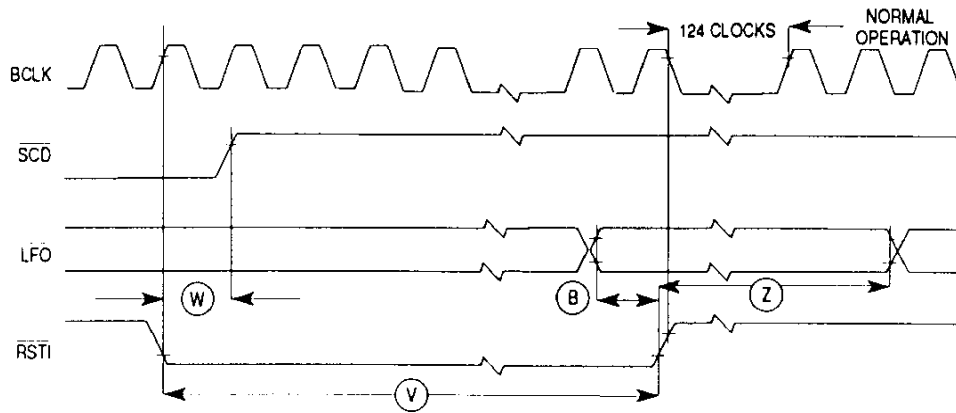 124 CLOCKS
NORMAL
OPERATION
BCLK
SCD
LFO
W
B
Z
RSTI
V